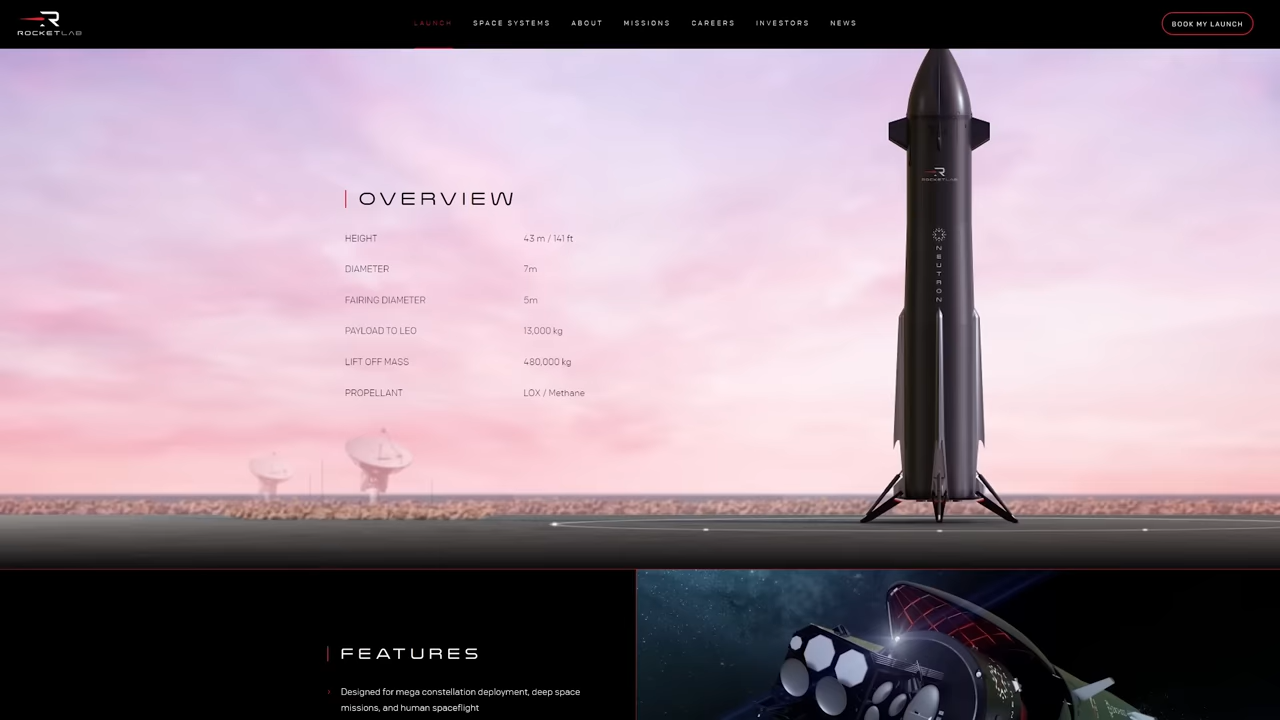 ROCKETLAB
LAUNCH SPACE SYSTEMS ABOUT MISSIONS CAREERS INVESTORS NEWS
BOOK MY LAUNCH
ROCKETLAB
NEUTRON
OVERVIEW
HEIGHT 43 m / 141 ft
DIAMETER 7m
FAIRING DIAMETER 5m
PAYLOAD TO LEO 13,000 kg
LIFT OFF MASS 480,000 kg
PROPELLANT LOX / Methane
FEATURES
Designed for mega constellation deployment, deep space
missions, and human spaceflight